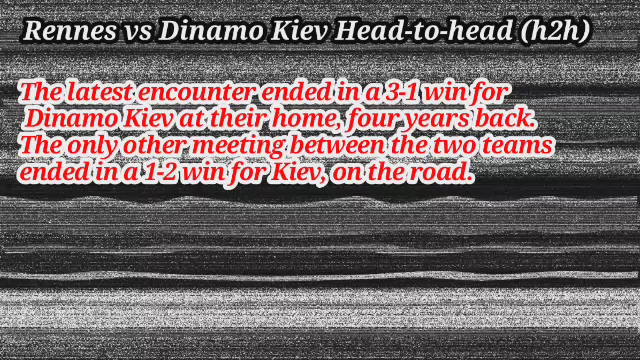 Rennes vs Dinamo Kiev Head-to-head (h2h)
The latest encounter ended in a 3-1 win for
Dinamo Kiev at their home, four years back.
The only other meeting between the two teams
ended in a 1-2 win for Kiev, on the road.